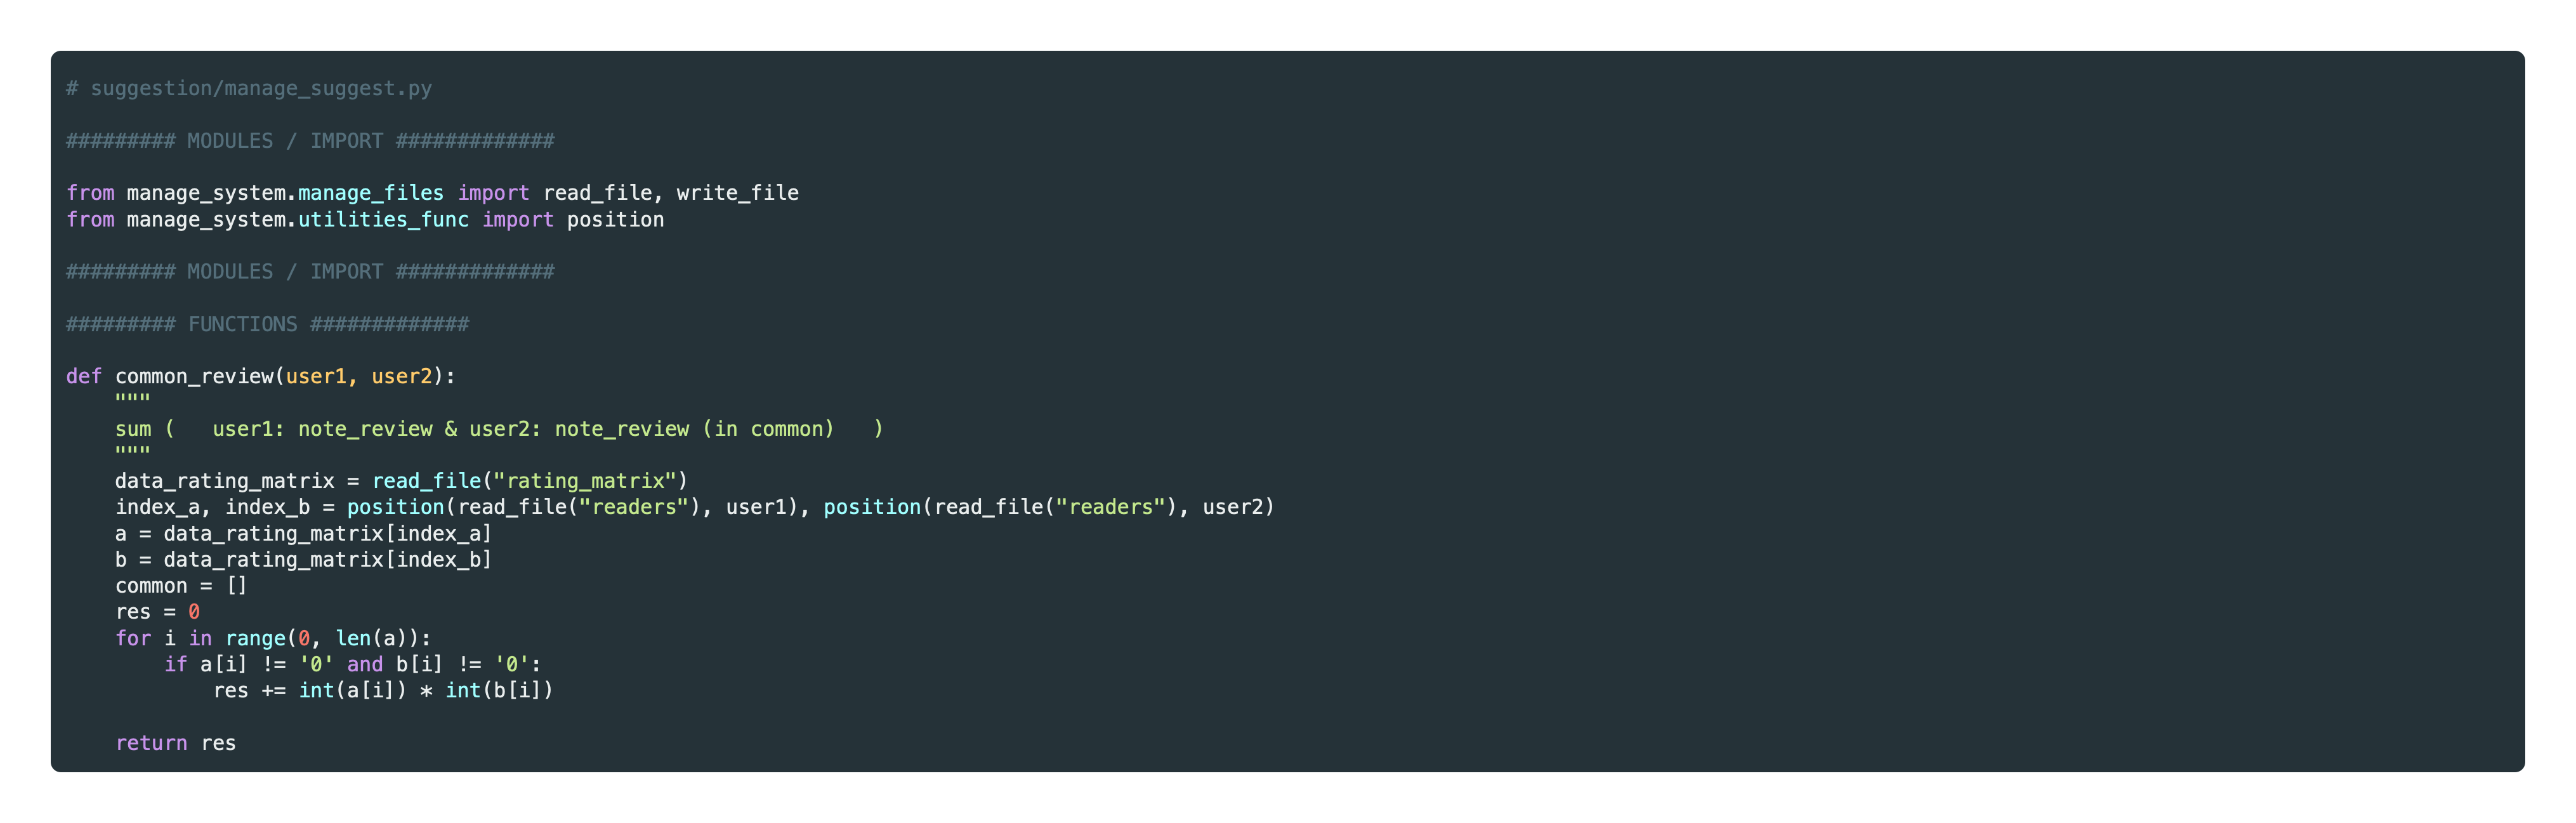 # suggestion/manage_suggest.py
######### MODULES / IMPORT #############
from manage_system.manage_files import read_file, write_file
from manage_system.utilities_func import position
######### MODULES / IMPORT #############
######### FUNCTIONS #############
def common_review(user1, user2):
    """
    sum (   user1: note_review & user2: note_review (in common)   )
    """
    data_rating_matrix = read_file("rating_matrix")
    index_a, index_b = position(read_file("readers"), user1), position(read_file("readers"), user2)
    a = data_rating_matrix[index_a]
    b = data_rating_matrix[index_b]
    common = []
    res = 0
    for i in range(0, len(a)):
        if a[i] != '0' and b[i] != '0':
            res += int(a[i]) * int(b[i])
    return res